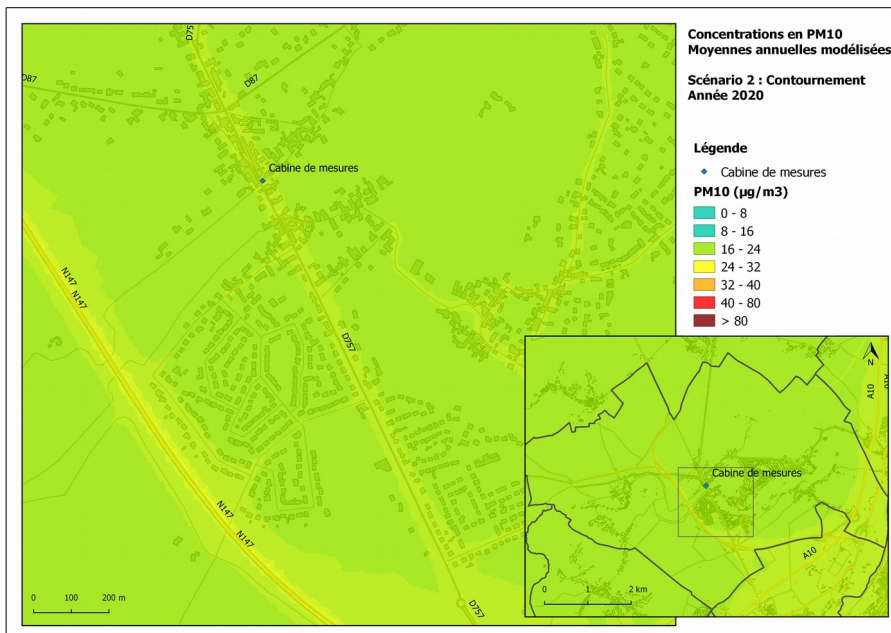 Concentrations en PM10
Moyennes annuelles modélisées
Scénario 2 : Contournement
Année 2020
Légende
Cabine de mesures
PM10 (µg/m3)
0 - 8
8 - 16
16 - 24
24 - 32
32 - 40
40 - 80
> 80
D75
D87
D87
Cabine de mesures
N147
N147
D757
N147
N147
D757
0 100 200 m
N
A10
A10
Cabine de mesures
A10
0 1 2 km